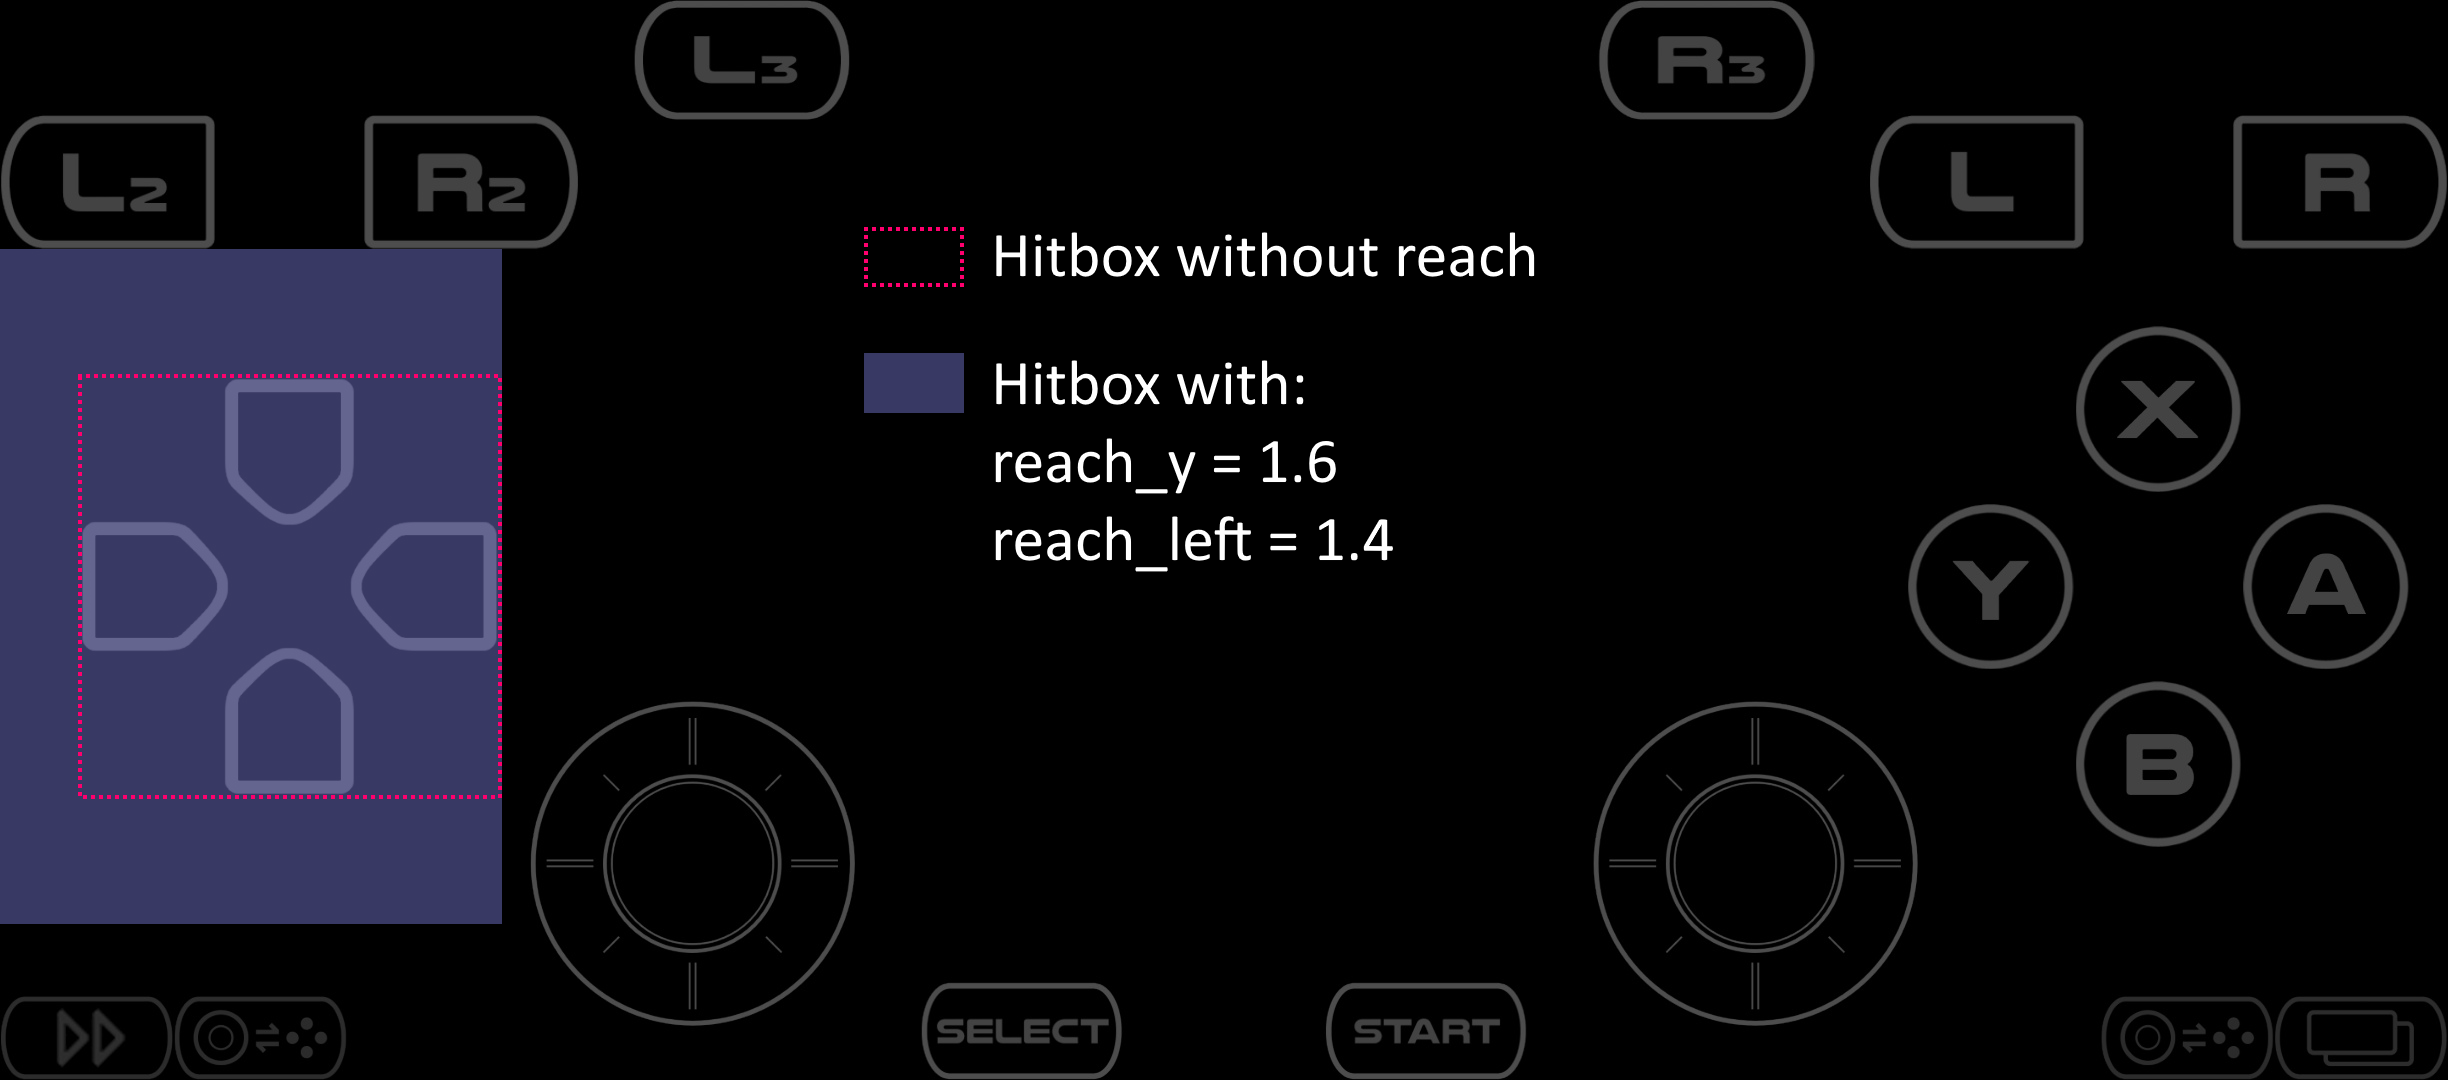 L3
R3
L2
R2
L
R
Hitbox without reach
Hitbox with:
reach_y = 1.6
reach_left = 1.4
X
Y
A
B
SELECT
START